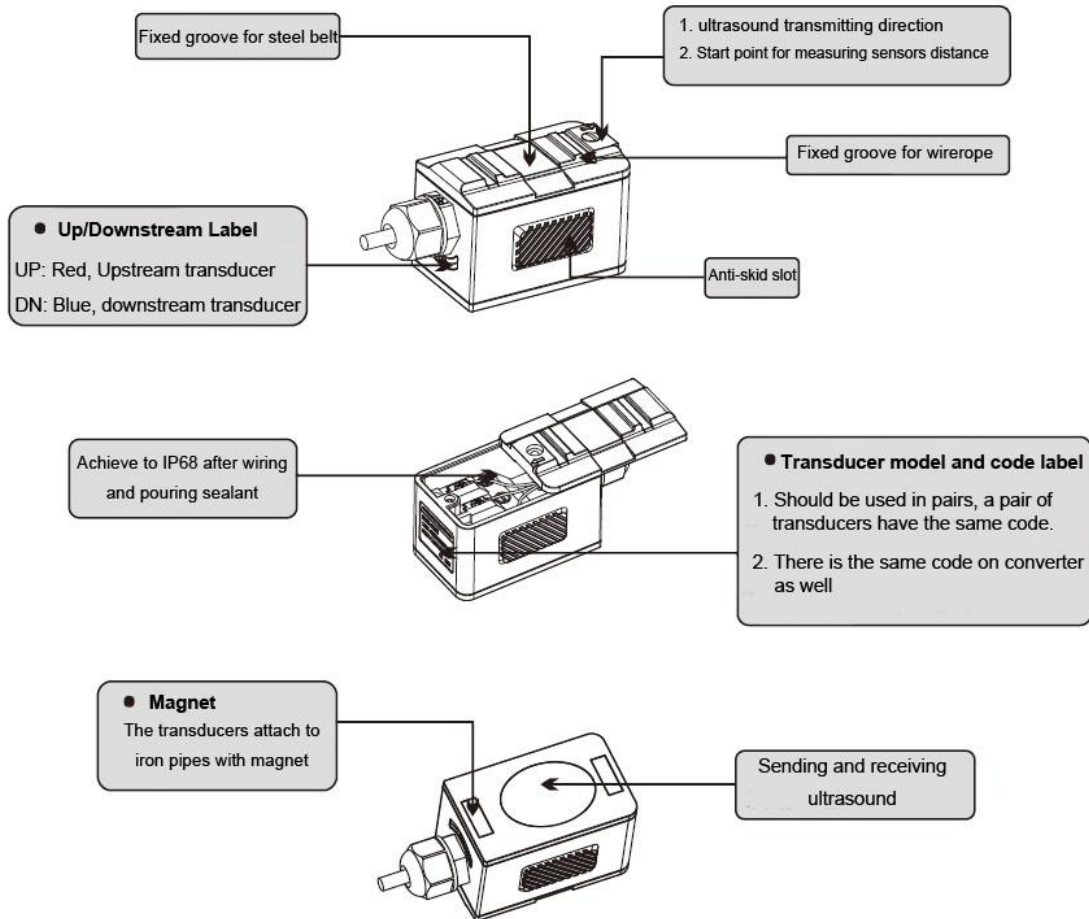 Fixed groove for steel belt
1. ultrasound transmitting direction
2. Start point for measuring sensors distance
Fixed groove for wirerope
● Up/Downstream Label
UP: Red, Upstream transducer
DN: Blue, downstream transducer
Anti-skid slot
Achieve to IP68 after wiring
and pouring sealant
● Transducer model and code label
1. Should be used in pairs, a pair of
transducers have the same code.
2. There is the same code on converter
as well
● Magnet
The transducers attach to
iron pipes with magnet
Sending and receiving
ultrasound